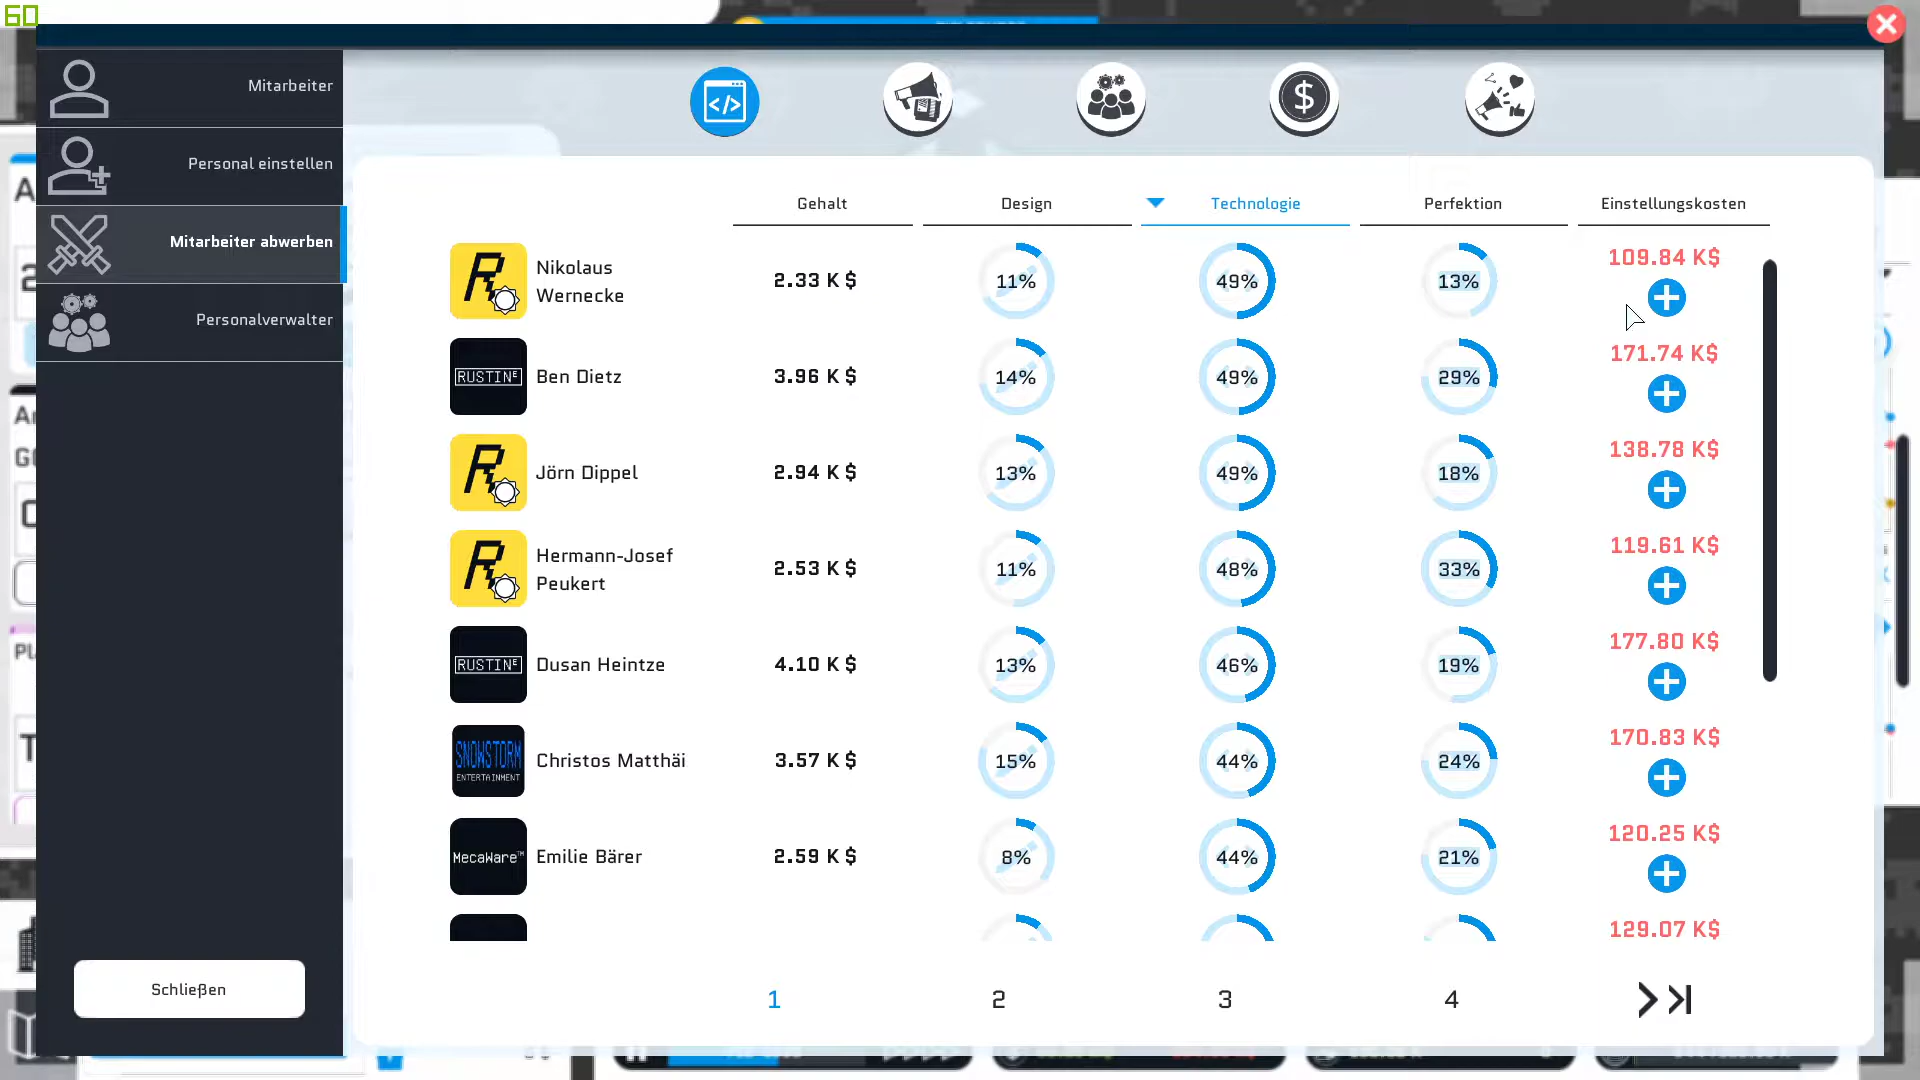 60
Mitarbeiter
Personal einstellen
Mitarbeiter abwerben
Personalverwalter
Schließen
Gehalt Design Technologie Perfektion Einstellungskosten
Nikolaus
Wernecke
2.33 K $ 11% 49% 13% 109.84 K$
RUSTINE Ben Dietz 3.96 K $ 14% 49% 29% 171.74 K$
Jörn Dippel 2.94 K $ 13% 49% 18% 138.78 K$
Hermann-Josef
Peukert
2.53 K $ 11% 48% 33% 119.61 K$
RUSTINE Dusan Heintze 4.10 K $ 13% 46% 19% 177.80 K$
SNOWSTORM
ENTERTAINMENT
Christos Matthäi 3.57 K $ 15% 44% 24% 170.83 K$
MecaWare™ Emilie Bärer 2.59 K $ 8% 44% 21% 120.25 K$
129.07 K$
1 2 3 4